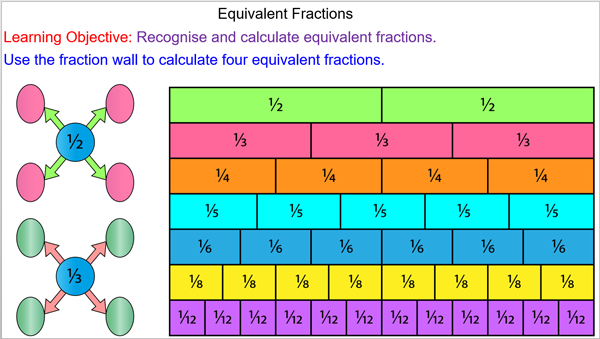 Equivalent Fractions
Learning Objective: Recognise and calculate equivalent fractions.
Use the fraction wall to calculate four equivalent fractions.
½
⅓
½ ½
⅓ ⅓ ⅓
¼ ¼ ¼ ¼
⅕ ⅕ ⅕ ⅕ ⅕
⅙ ⅙ ⅙ ⅙ ⅙ ⅙
⅛ ⅛ ⅛ ⅛ ⅛ ⅛ ⅛ ⅛
1⁄12 1⁄12 1⁄12 1⁄12 1⁄12 1⁄12 1⁄12 1⁄12 1⁄12 1⁄12 1⁄12 1⁄12